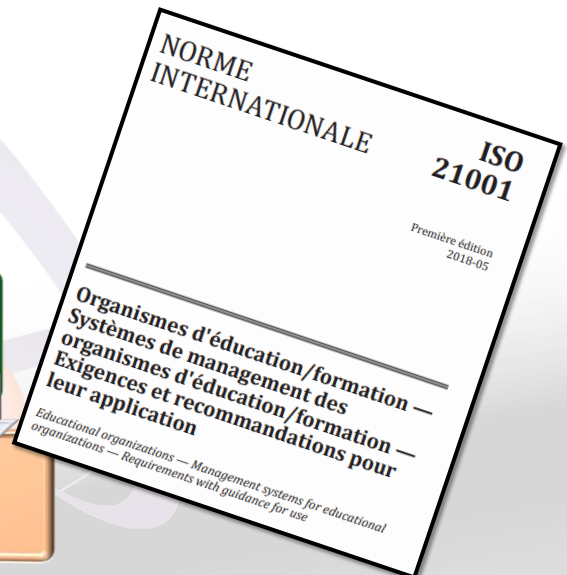 NORME
INTERNATIONALE
ISO
21001
Première édition
2018-05
Organismes d'éducation/formation —
Systèmes de management des
organismes d'éducation/formation —
Exigences et recommandations pour
leur application
Educational organizations — Management systems for educational
organizations — Requirements with guidance for use